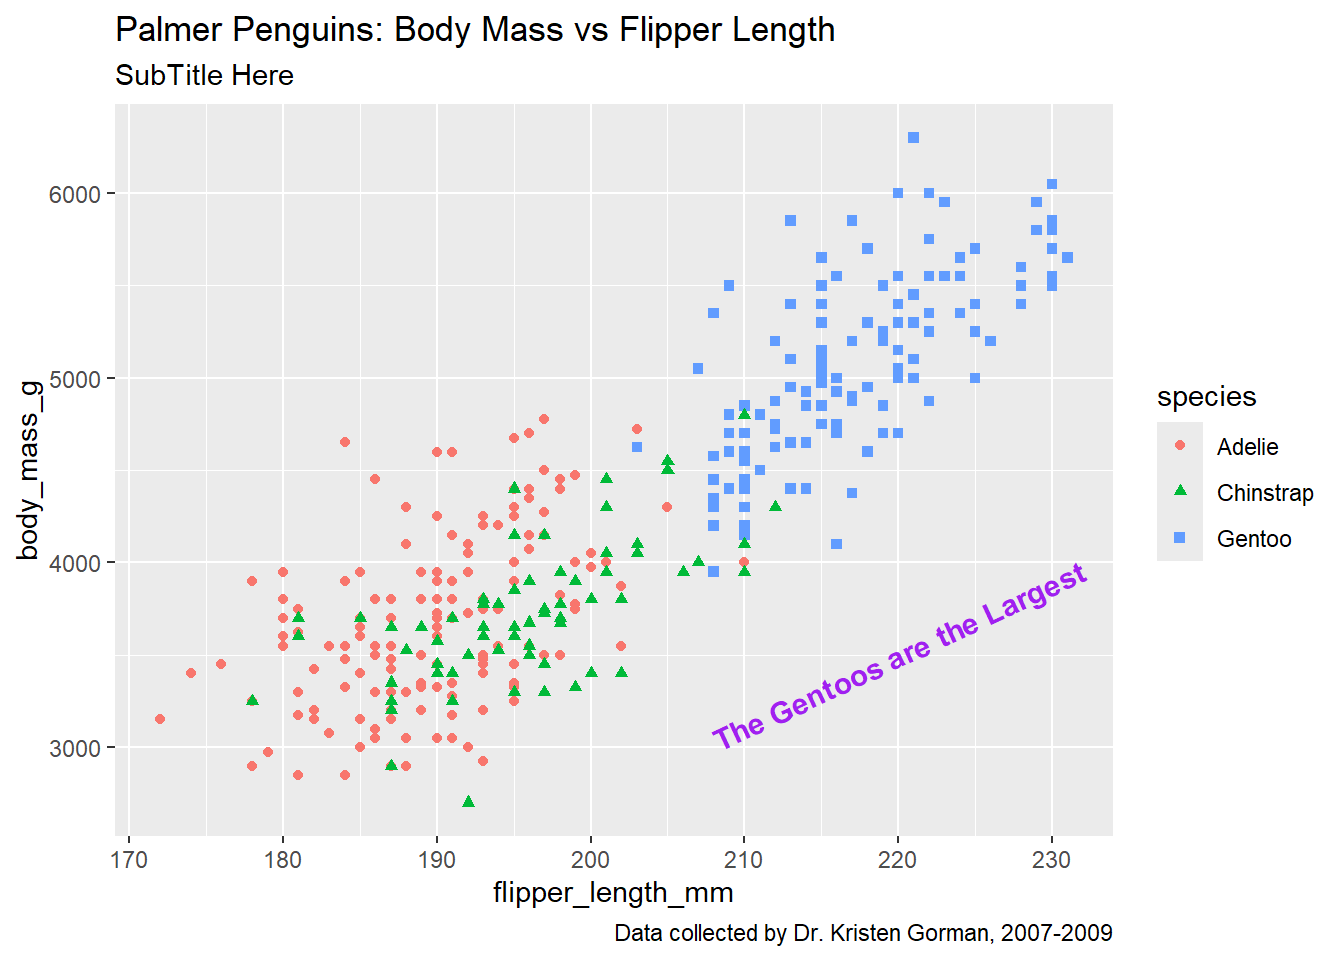 Palmer Penguins: Body Mass vs Flipper Length
SubTitle Here
6000
5000
4000
3000
body_mass_g
The Gentoos are the Largest
170 180 190 200 210 220 230
flipper_length_mm
species
Adelie
Chinstrap
Gentoo
Data collected by Dr. Kristen Gorman, 2007-2009